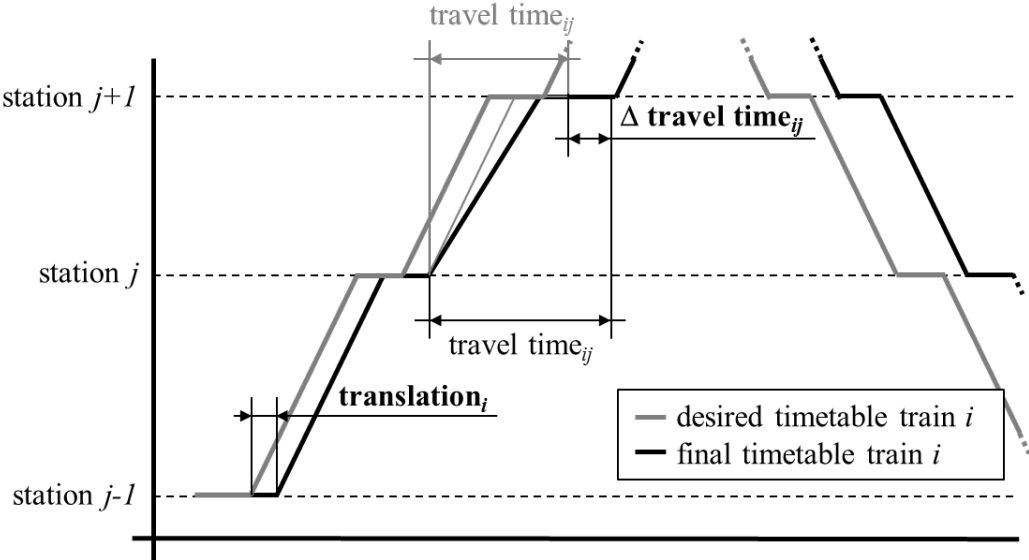 travel time_ij
station j+1
Δ travel time_ij
station j
travel time_ij
translation_i
desired timetable train i
final timetable train i
station j-1